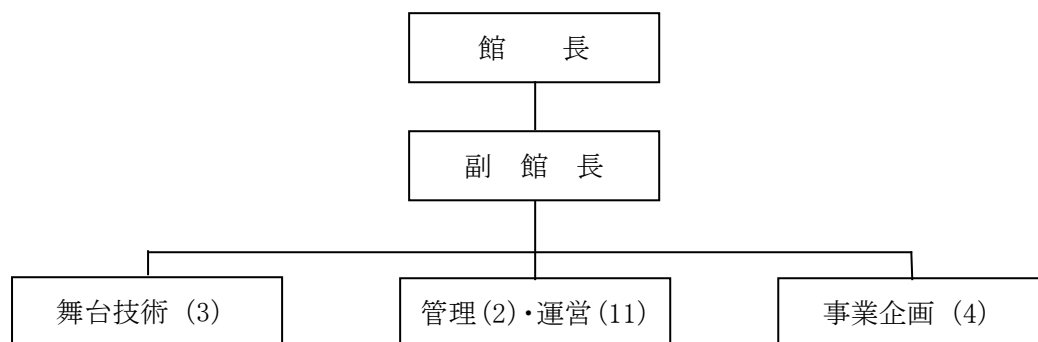 館　　長
副　館　長
舞台技術 (3)
管理(2)・運営(11)
事業企画 (4)